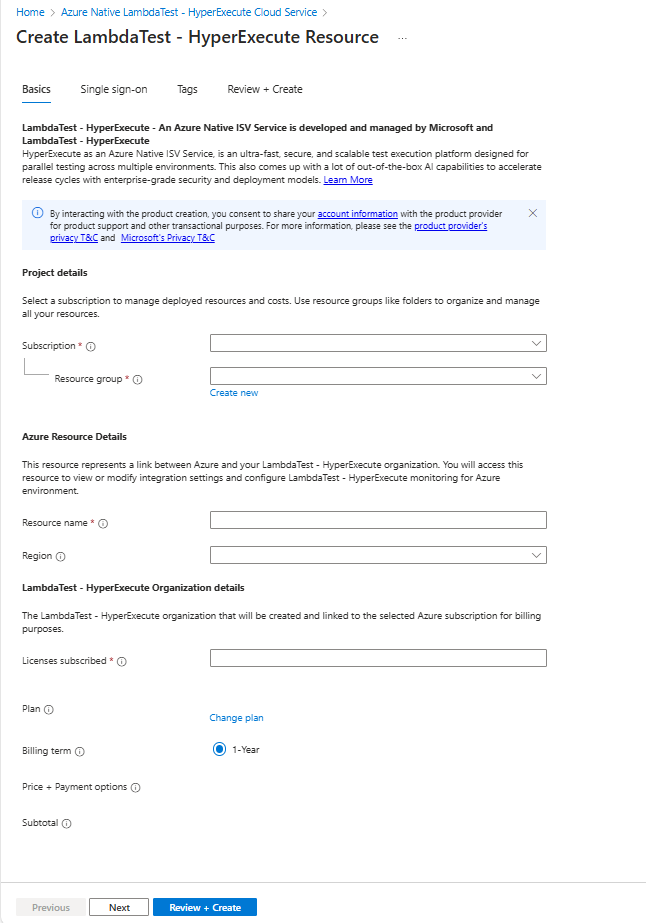 Home > Azure Native LambdaTest - HyperExecute Cloud Service >
Create LambdaTest - HyperExecute Resource ...
Basics Single sign-on Tags Review + Create
LambdaTest - HyperExecute - An Azure Native ISV Service is developed and managed by Microsoft and
LambdaTest - HyperExecute
HyperExecute as an Azure Native ISV Service, is an ultra-fast, secure, and scalable test execution platform designed for
parallel testing across multiple environments. This also comes up with a lot of out-of-the-box AI capabilities to accelerate
release cycles with enterprise-grade security and deployment models. Learn More
By interacting with the product creation, you consent to share your account information with the product provider
for product support and other transactional purposes. For more information, please see the product provider's
privacy T&C and Microsoft's Privacy T&C
Project details
Select a subscription to manage deployed resources and costs. Use resource groups like folders to organize and manage
all your resources.
Subscription *
Resource group *
Create new
Azure Resource Details
This resource represents a link between Azure and your LambdaTest - HyperExecute organization. You will access this
resource to view or modify integration settings and configure LambdaTest - HyperExecute monitoring for Azure
environment.
Resource name *
Region
LambdaTest - HyperExecute Organization details
The LambdaTest - HyperExecute organization that will be created and linked to the selected Azure subscription for billing
purposes.
Licenses subscribed *
Plan
Change plan
Billing term 1-Year
Price + Payment options
Subtotal
Previous Next Review + Create